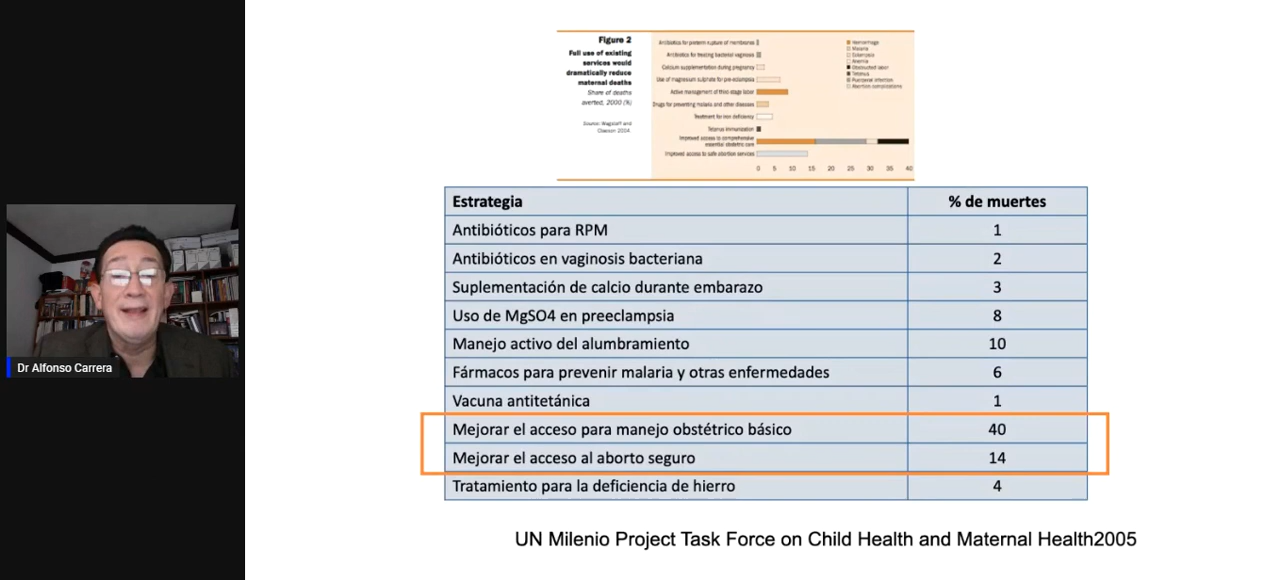 Figure 2
Full use of existing
services would
dramatically reduce
maternal deaths
Share of deaths
averted, 2000 (%)
Source: Wagstaff and
Claeson 2004.
Antibiotics for preterm rupture of membranes
Antibiotics for treating bacterial vaginosis
Calcium supplementation during pregnancy
Use of magnesium sulphate for pre-eclampsia
Active management of third stage labor
Drugs for preventing malaria and other diseases
Treatment for iron deficiency
Tetanus immunization
Improved access to comprehensive
essential obstetric care
Improved access to safe abortion services
0 5 10 15 20 25 30 35 40
Hemorrhage
Malaria
Eclampsia
Anemia
Obstructed labor
Tetanus
Puerperal infection
Abortion complications
Estrategia % de muertes
Antibióticos para RPM 1
Antibióticos en vaginosis bacteriana 2
Suplementación de calcio durante embarazo 3
Uso de MgSO4 en preeclampsia 8
Manejo activo del alumbramiento 10
Fármacos para prevenir malaria y otras enfermedades 6
Vacuna antitetánica 1
Mejorar el acceso para manejo obstétrico básico 40
Mejorar el acceso al aborto seguro 14
Tratamiento para la deficiencia de hierro 4
UN Milenio Project Task Force on Child Health and Maternal Health2005
Dr Alfonso Carrera